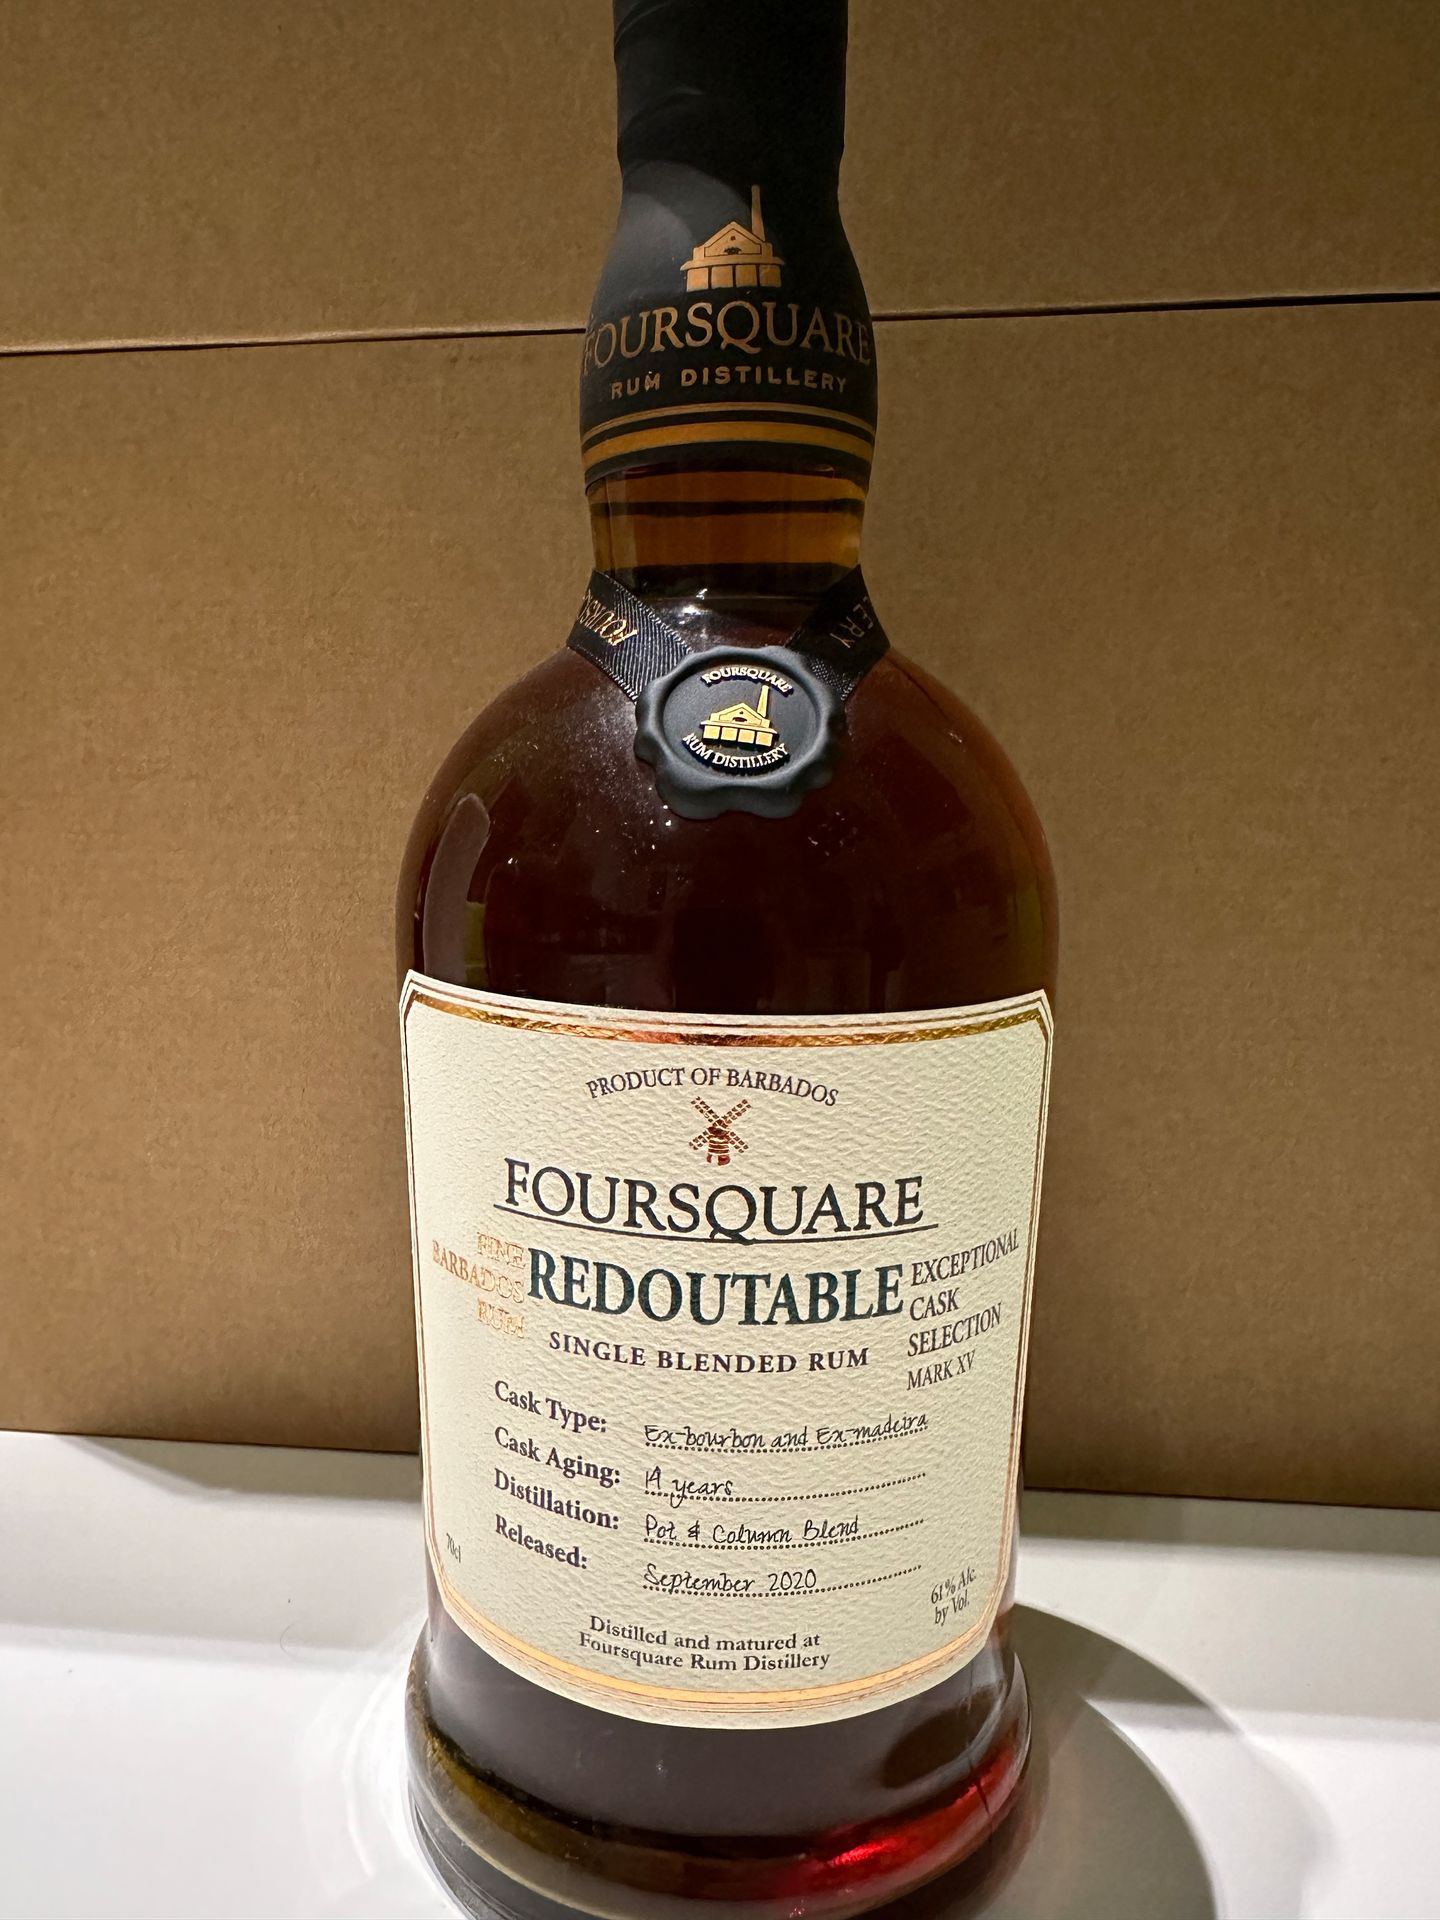 FOURSQUARE
RUM DISTILLERY
FOURSQUARE
RUM DISTILLERY
PRODUCT OF BARBADOS
FOURSQUARE
FINE
BARBADOS
RUM
REDOUTABLE
EXCEPTIONAL
CASK
SELECTION
MARK XV
SINGLE BLENDED RUM
Cask Type: Ex-bourbon and Ex-madeira
Cask Aging: 14 years
Distillation: Pot & Column Blend
Released: September 2020
70cl
61% Alc.
by Vol.
Distilled and matured at
Foursquare Rum Distillery